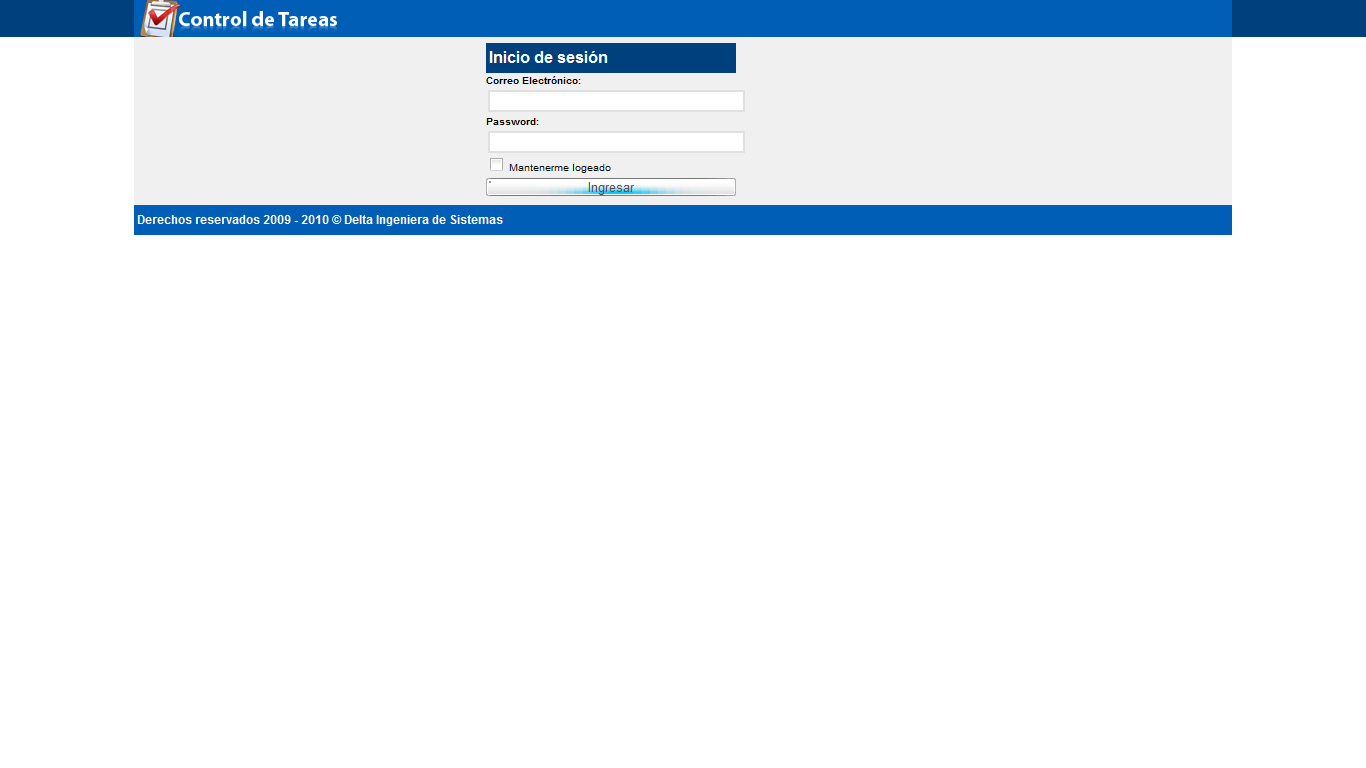 Control de Tareas
Inicio de sesión
Correo Electrónico:
Password:
Mantenerme logeado
Ingresar
Derechos reservados 2009 - 2010 © Delta Ingeniera de Sistemas